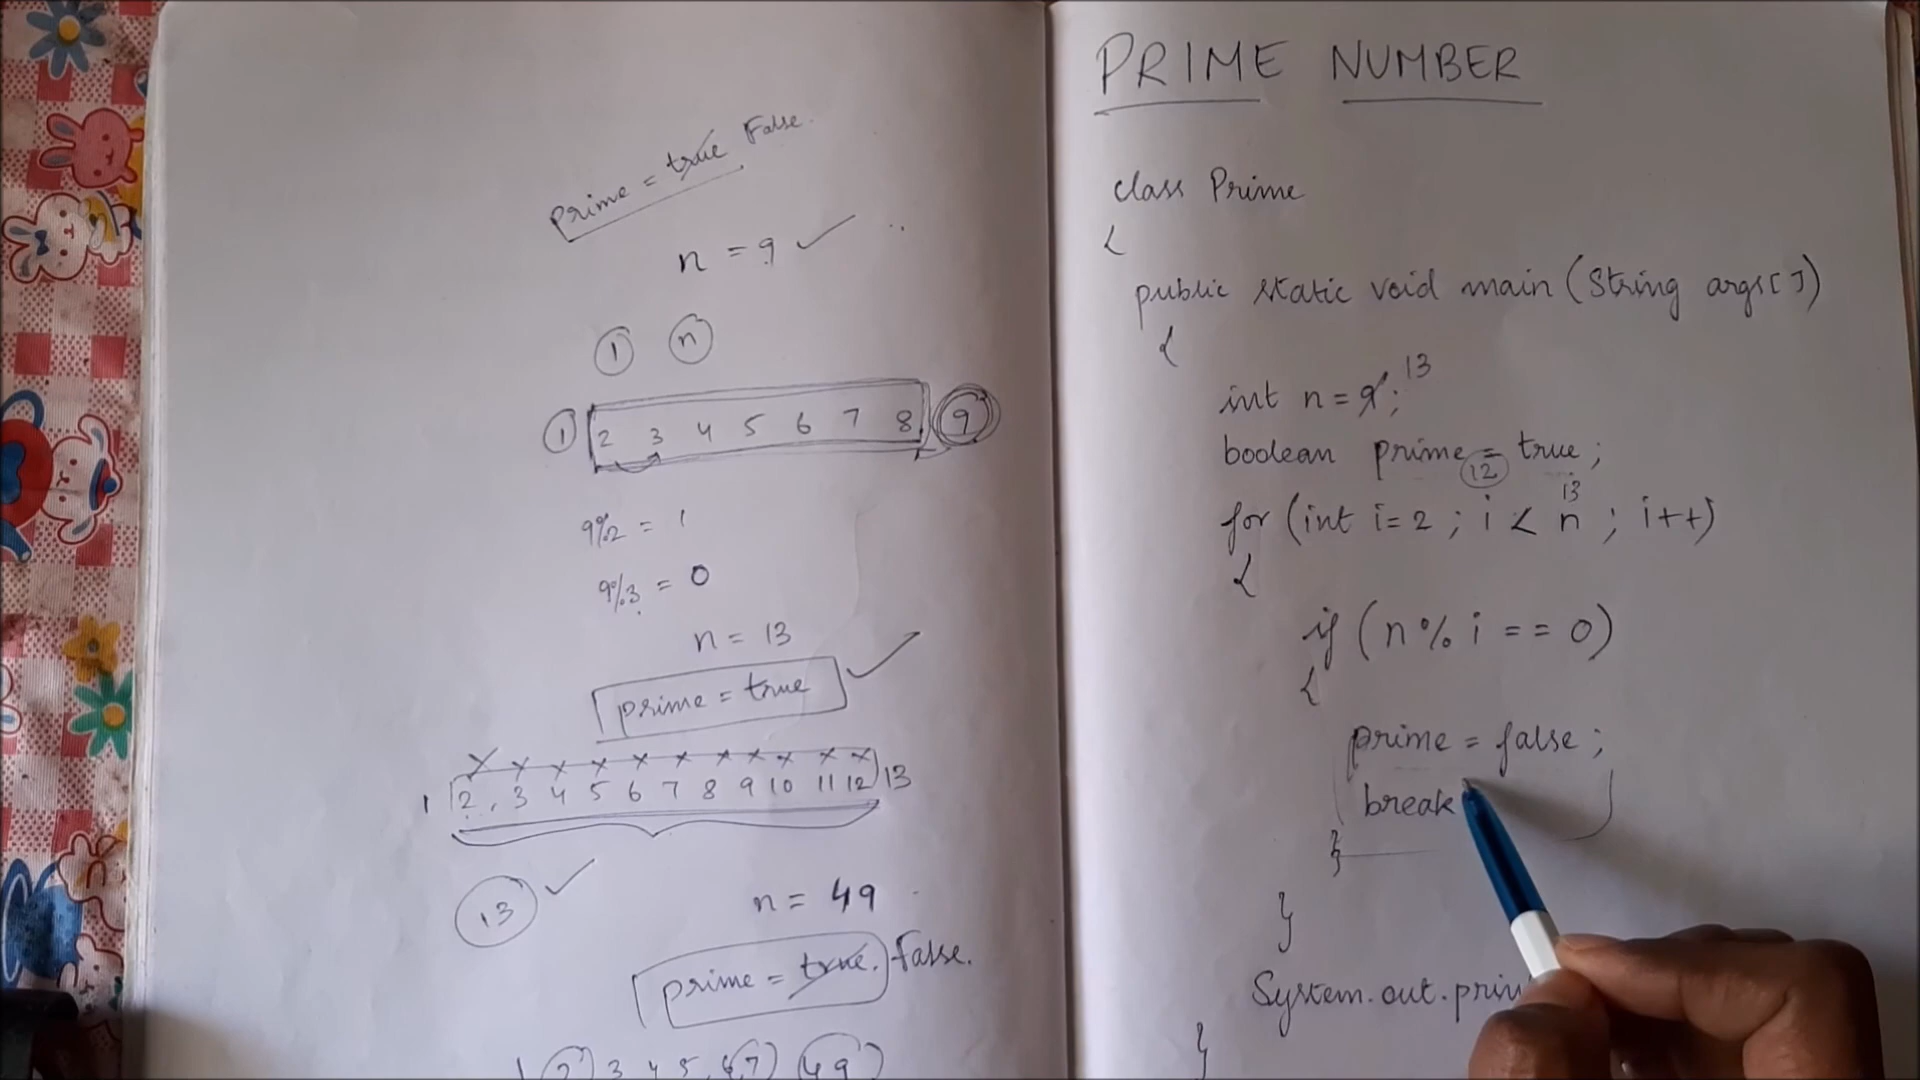 prime = true False.
n = 9
1 n
1 2 3 4 5 6 7 8 9
9%2 = 1
9%3 = 0
n = 13
prime = true
1 2, 3 4 5 6 7 8 9 10 11 12 13
13
n = 49
prime = true. False.
1 2 3 4 5 6 7 49
PRIME NUMBER
class Prime
{
public static void main (String args[])
{
int n = 9; 13
boolean prime = true;
12 13
for (int i=2 ; i < n ; i++)
{
if (n % i == 0)
{
prime = false ;
break
}
}
System.out.prin
}